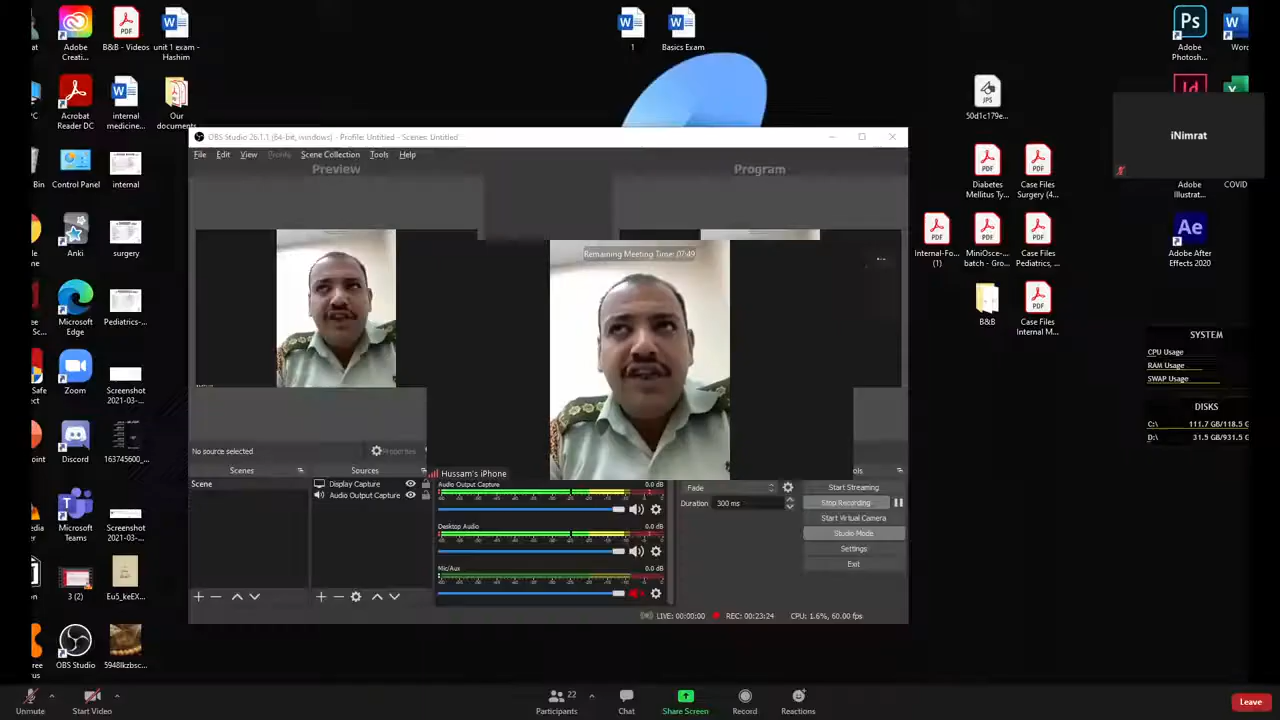 Adobe
Creati...
B&B - Videos
unit 1 exam -
Hashim
1
Basics Exam
Adobe
Photosh...
Word
Acrobat
Reader DC
internal
medicine...
Our
documents
50d1c179e...
iNimrat
Control Panel
internal
Diabetes
Mellitus Ty...
Case Files
Surgery (4...
Adobe
Illustrat...
COVID
Anki
surgery
Internal-Fo...
(1)
MiniOsce-...
batch - Gro...
Case Files
Pediatrics, ...
Adobe After
Effects 2020
Microsoft
Edge
Pediatrics-...
B&B
Case Files
Internal M...
Zoom
Screenshot
2021-03-...
Discord
163745600...
Microsoft
Teams
Screenshot
2021-03-...
3 (2)
Eu5_keEX...
OBS Studio
5948lkzbsc...
SYSTEM
CPU Usage
RAM Usage
SWAP Usage
DISKS
C:\ 111.7 GB/118.5 G
D:\ 31.5 GB/931.5 G
OBS Studio 26.1.1 (64-bit, windows) - Profile: Untitled - Scenes: Untitled
File Edit View Profile Scene Collection Tools Help
Preview
Program
Remaining Meeting Time: 07:49
No source selected
Properties
Hussam's iPhone
Scenes
Sources
Scene
Display Capture
Audio Output Capture
Audio Output Capture 0.0 dB
Desktop Audio 0.0 dB
Mic/Aux 0.0 dB
Fade
Duration 300 ms
Start Streaming
Stop Recording
Start Virtual Camera
Studio Mode
Settings
Exit
LIVE: 00:00:00 REC: 00:23:24 CPU: 1.6%, 60.00 fps
Unmute
Start Video
Participants 22
Chat
Share Screen
Record
Reactions
Leave